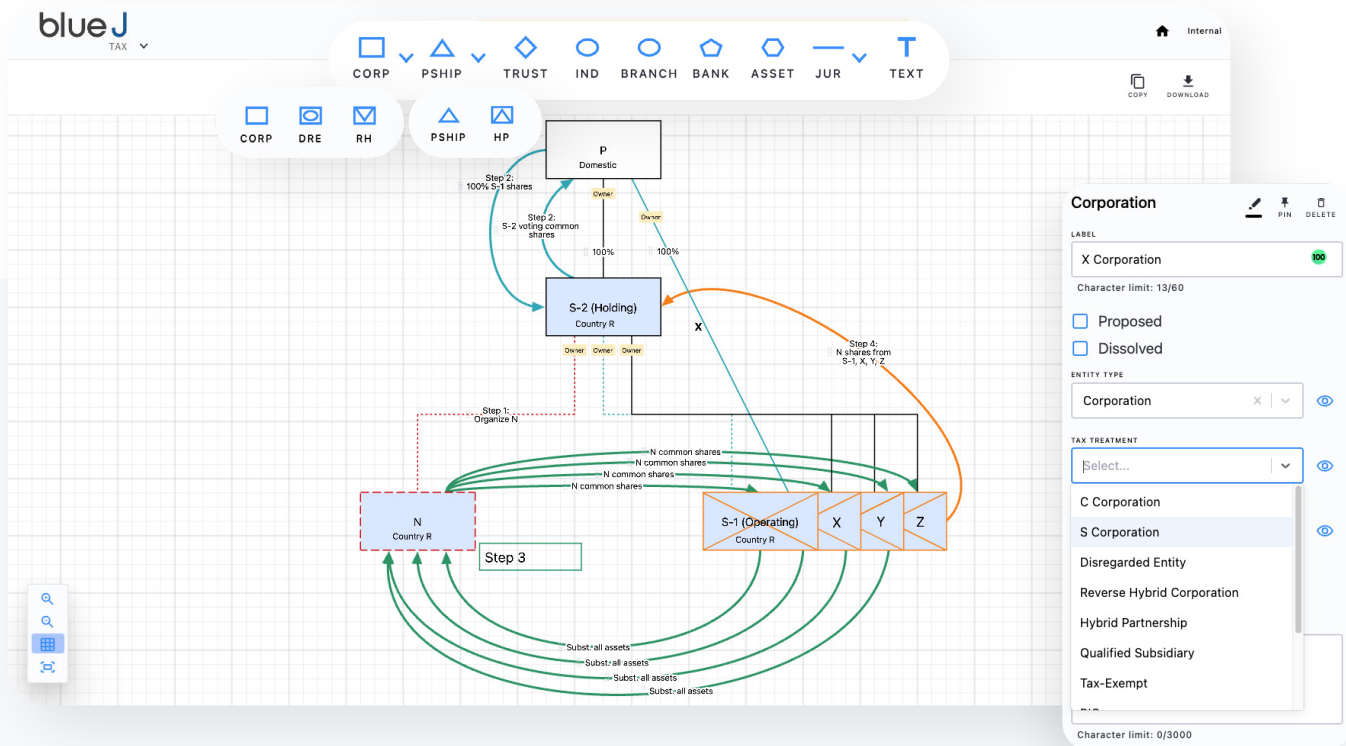 blue J
TAX
Internal
CORP
PSHIP
TRUST
IND
BRANCH
BANK
ASSET
JUR
TEXT
COPY
DOWNLOAD
CORP
DRE
RH
PSHIP
HP
P
Domestic
Step 2:
100% S-1 shares
Owner
Owner
Step 2:
S-2 voting common
shares
100%
100%
S-2 (Holding)
Country R
X
Owner
Owner
Owner
Step 4:
N shares from
S-1, X, Y, Z
Step 1:
Organize N
N common shares
N common shares
N common shares
N common shares
N
Country R
S-1 (Operating)
Country R
X
Y
Z
Step 3
Subst. all assets
Subst. all assets
Subst. all assets
Subst. all assets
Corporation
PIN
DELETE
LABEL
X Corporation
100
Character limit: 13/60
Proposed
Dissolved
ENTITY TYPE
Corporation
TAX TREATMENT
Select...
C Corporation
S Corporation
Disregarded Entity
Reverse Hybrid Corporation
Hybrid Partnership
Qualified Subsidiary
Tax-Exempt
Character limit: 0/3000